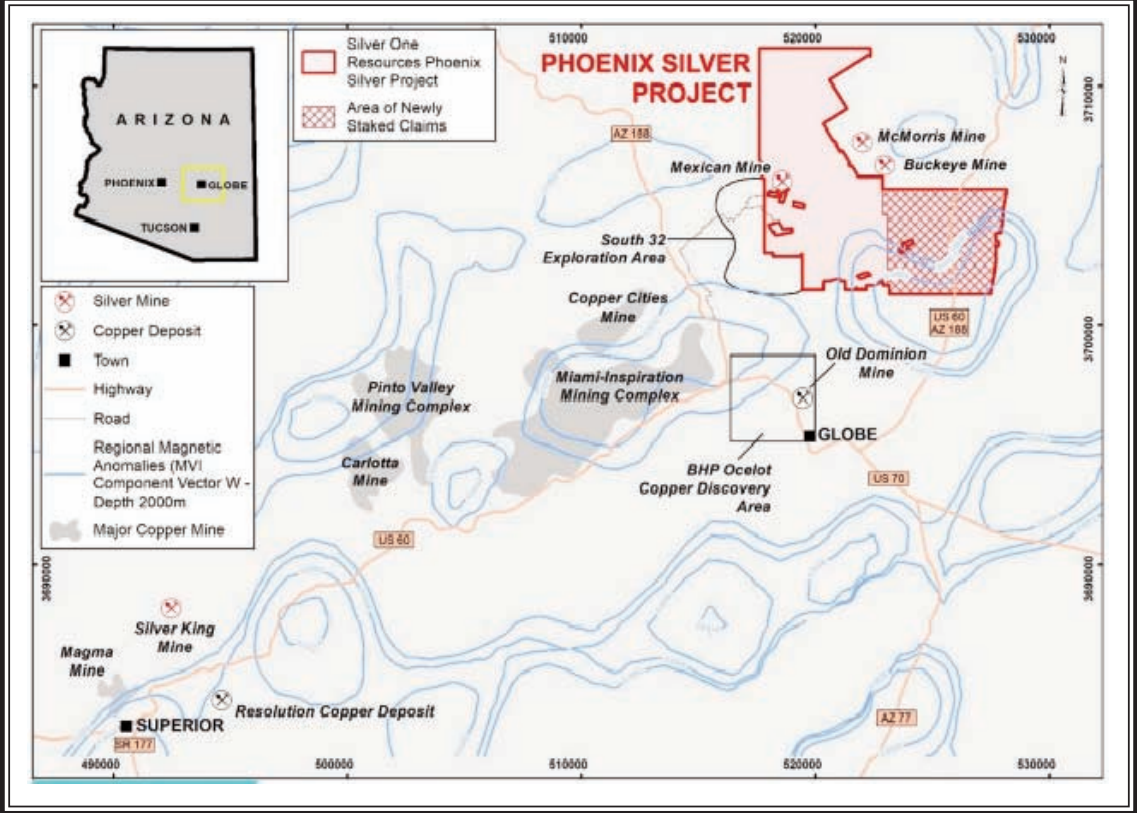 510000
520000
530000
Silver One
Resources Phoenix
Silver Project
Area of Newly
Staked Claims
PHOENIX SILVER
PROJECT
N
3710000
ARIZONA
PHOENIX
GLOBE
TUCSON
AZ 188
McMorris Mine
Buckeye Mine
Mexican Mine
South 32
Exploration Area
Copper Cities
Mine
US 60
AZ 188
3700000
Silver Mine
Copper Deposit
Town
Highway
Road
Regional Magnetic
Anomalies (MVI
Component Vector W -
Depth 2000m
Major Copper Mine
Old Dominion
Mine
Miami-Inspiration
Mining Complex
Pinto Valley
Mining Complex
GLOBE
Carlotta
Mine
BHP Ocelot
Copper Discovery
Area
US 70
US 60
3690000
3690000
Silver King
Mine
Magma
Mine
Resolution Copper Deposit
SUPERIOR
SR 177
AZ 77
490000
500000
510000
520000
530000